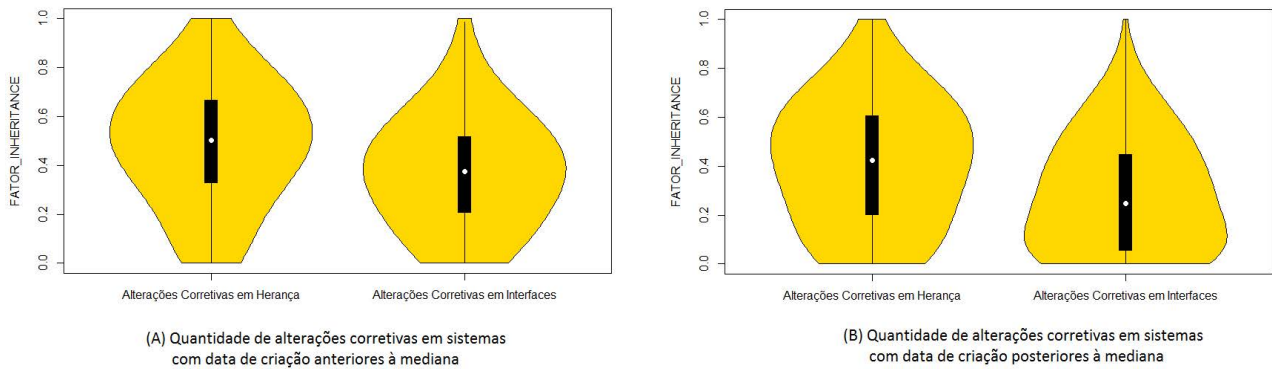 FATOR_INHERITANCE
1.0
0.8
0.6
0.4
0.2
0.0
Alterações Corretivas em Herança
Alterações Corretivas em Interfaces
(A) Quantidade de alterações corretivas em sistemas
com data de criação anteriores à mediana
FATOR_INHERITANCE
1.0
0.8
0.6
0.4
0.2
0.0
Alterações Corretivas em Herança
Alterações Corretivas em Interfaces
(B) Quantidade de alterações corretivas em sistemas
com data de criação posteriores à mediana